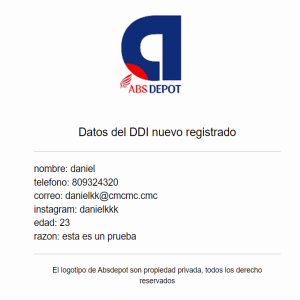 ABS DEPOT
Datos del DDI nuevo registrado
nombre: daniel
telefono: 809324320
correo: danielkk@cmcmc.cmc
instagram: danielkkk
edad: 23
razon: esta es un prueba
El logotipo de Absdepot son propiedad privada, todos los derecho
reservados